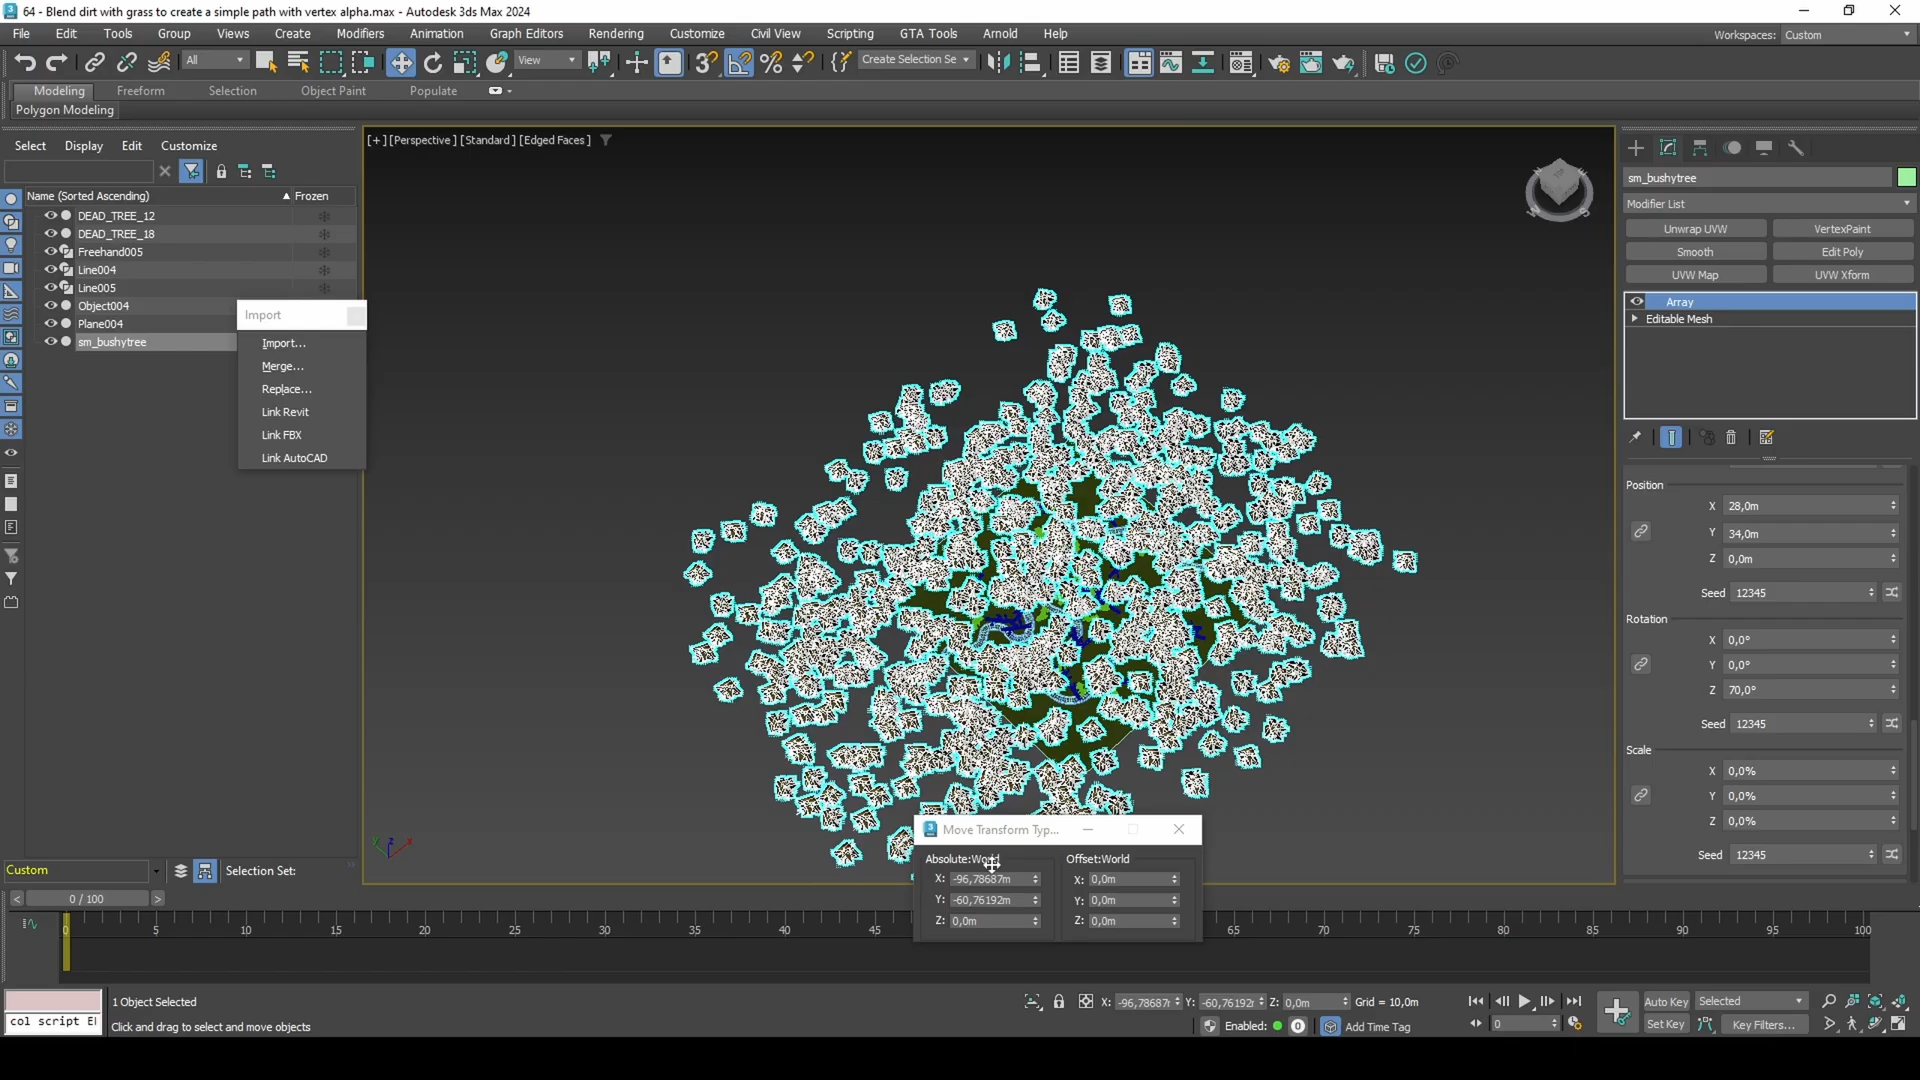 64 - Blend dirt with grass to create a simple path with vertex alpha.max - Autodesk 3ds Max 2024
File Edit Tools Group Views Create Modifiers Animation Graph Editors Rendering Customize Civil View Scripting GTA Tools Arnold Help Workspaces: Custom
All View Create Selection Se
Modeling Freeform Selection Object Paint Populate
Polygon Modeling
Select Display Edit Customize
Name (Sorted Ascending) Frozen
DEAD_TREE_12
DEAD_TREE_18
Freehand005
Line004
Line005
Object004
Plane004
sm_bushytree
Import
Import...
Merge...
Replace...
Link Revit
Link FBX
Link AutoCAD
[+] [Perspective] [Standard] [Edged Faces]
sm_bushytree
Modifier List
Unwrap UVW VertexPaint
Smooth Edit Poly
UVW Map UVW Xform
Array
Editable Mesh
Position
X 28,0m
Y 34,0m
Z 0,0m
Seed 12345
Rotation
X 0,0°
Y 0,0°
Z 70,0°
Seed 12345
Scale
X 0,0%
Y 0,0%
Z 0,0%
Seed 12345
Move Transform Typ...
Absolute:World Offset:World
X: -96,78687m X: 0,0m
Y: -60,76192m Y: 0,0m
Z: 0,0m Z: 0,0m
Custom Selection Set:
0 / 100
0 5 10 15 20 25 30 35 40 45 65 70 75 80 85 90 95 100
1 Object Selected X: -96,78687 Y: -60,76192 Z: 0,0m Grid = 10,0m Auto Key Selected
col script Click and drag to select and move objects Enabled: 0 Add Time Tag 0 Set Key Key Filters...